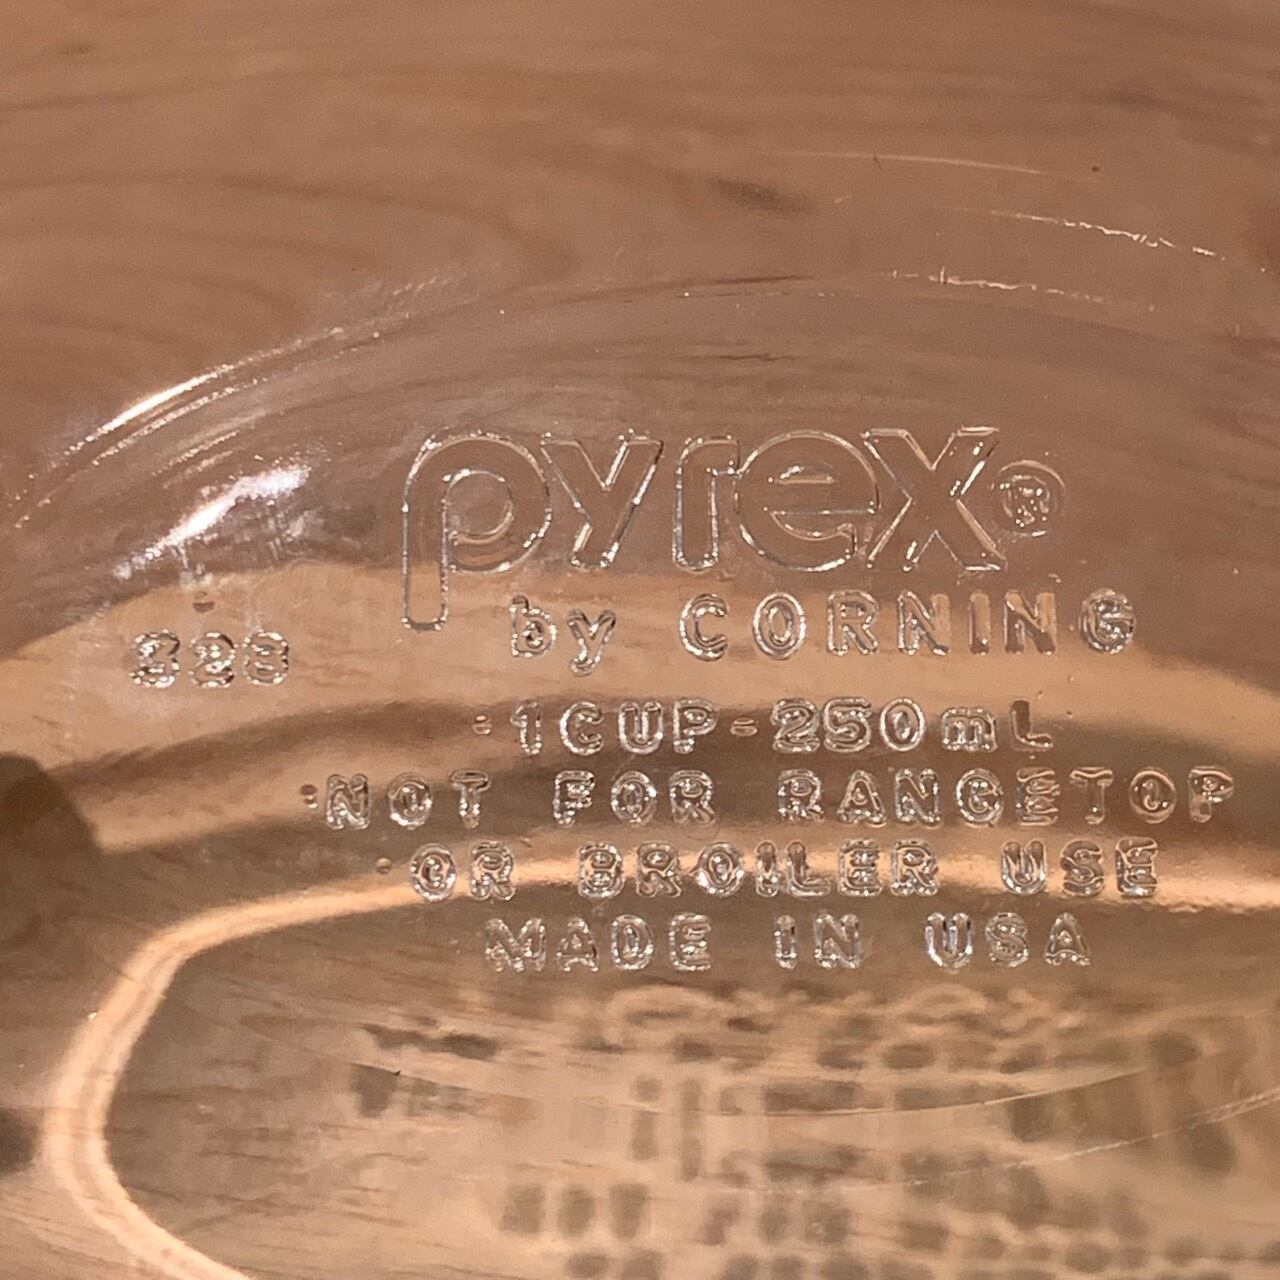 pyrex®
by CORNING
328
1 CUP - 250 mL
NOT FOR RANGETOP
OR BROILER USE
MADE IN USA